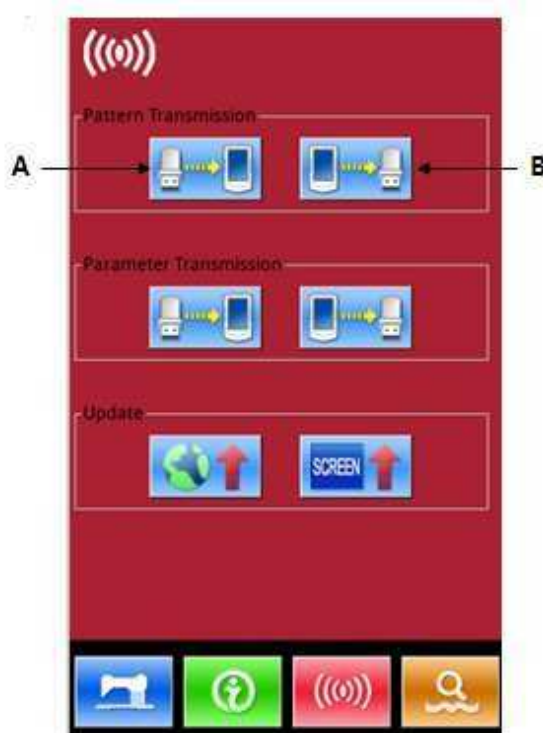 Pattern Transmission
A
B
Parameter Transmission
Update
SCREEN